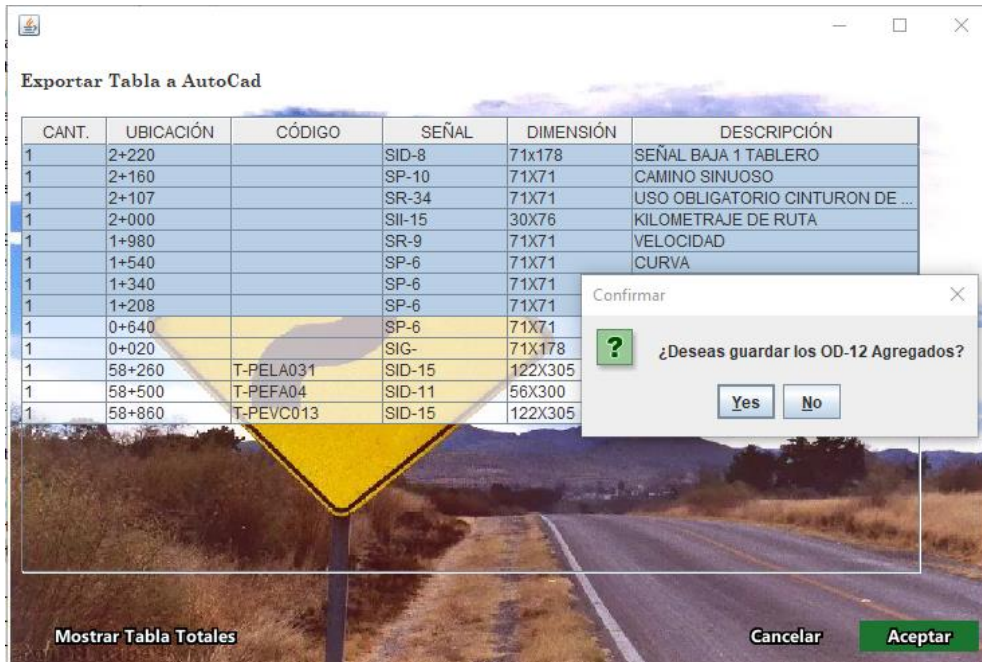 Exportar Tabla a AutoCad
CANT. UBICACIÓN CÓDIGO SEÑAL DIMENSIÓN DESCRIPCIÓN
1 2+220 SID-8 71x178 SEÑAL BAJA 1 TABLERO
1 2+160 SP-10 71X71 CAMINO SINUOSO
1 2+107 SR-34 71X71 USO OBLIGATORIO CINTURON DE ...
1 2+000 SII-15 30X76 KILOMETRAJE DE RUTA
1 1+980 SR-9 71X71 VELOCIDAD
1 1+540 SP-6 71X71 CURVA
1 1+340 SP-6 71X71
1 1+208 SP-6 71X71
1 0+640 SP-6 71X71
1 0+020 SIG- 71X178
1 58+260 T-PELA031 SID-15 122X305
1 58+500 T-PEFA04 SID-11 56X300
1 58+860 T-PEVC013 SID-15 122X305
Confirmar
¿Deseas guardar los OD-12 Agregados?
Yes No
Mostrar Tabla Totales Cancelar Aceptar